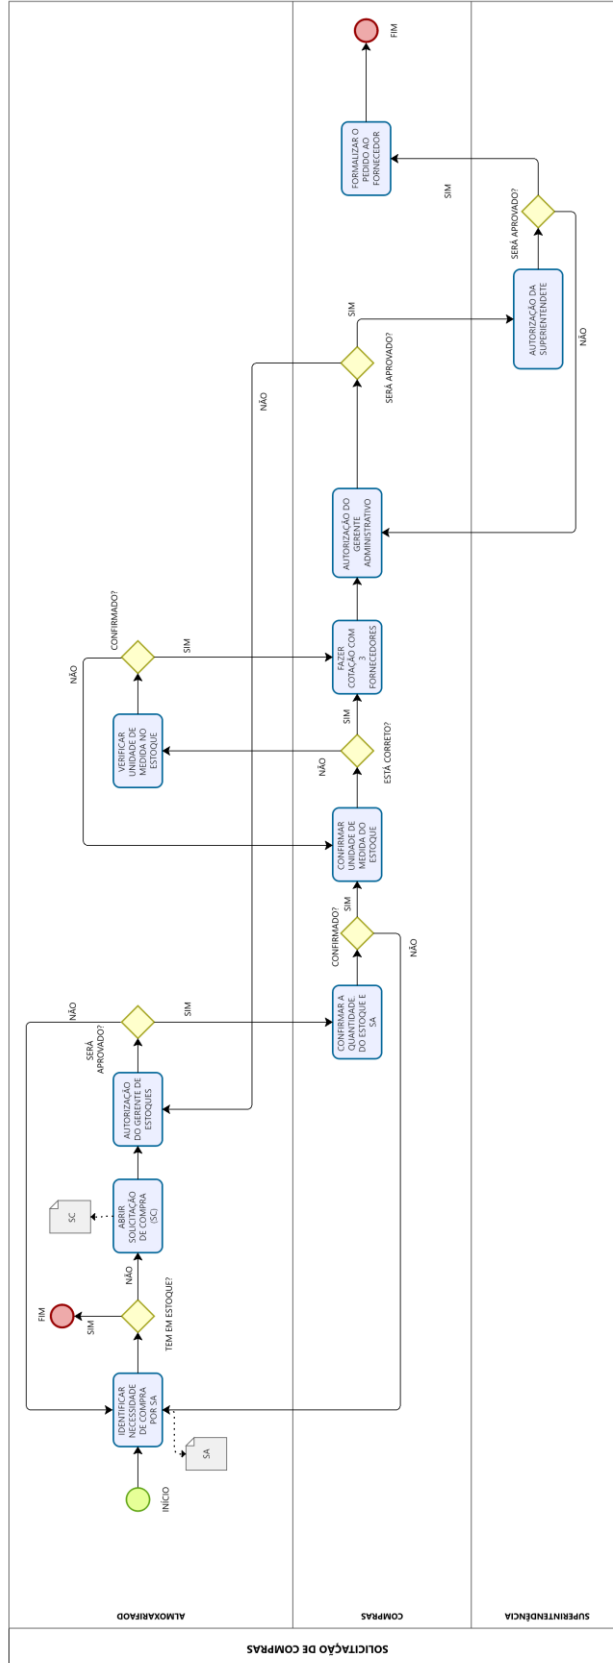 SOLICITAÇÃO DE COMPRAS
ALMOXARIFAOD
COMPRAS
SUPERINTENDÊNCIA
INÍCIO
IDENTIFICAR
NECESSIDADE
DE COMPRA
POR SA
SA
TEM EM ESTOQUE?
SIM
FIM
NÃO
ABRIR
SOLICITAÇÃO
DE COMPRA
(SC)
SC
AUTORIZAÇÃO
DO GERENTE DE
ESTOQUES
SERÁ
APROVADO?
NÃO
SIM
CONFIRMAR A
QUANTIDADE.
DO ESTOQUE E
SA
CONFIRMADO?
NÃO
SIM
CONFIRMAR
UNIDADE DE
MEDIDA DO
ESTOQUE
ESTÁ CORRETO?
NÃO
SIM
VERIFICAR
UNIDADE DE
MEDIDA NO
ESTOQUE
CONFIRMADO?
NÃO
SIM
FAZER
COTAÇÃO COM
3
FORNECEDORES
AUTORIZAÇÃO DO
GERENTE
ADMINISTRATIVO
SERÁ APROVADO?
NÃO
SIM
AUTORIZAÇÃO DA
SUPERIENTENDETE
SERÁ APROVADO?
NÃO
SIM
FORMALIZAR O
PEDIDO AO
FORNECEDOR
FIM